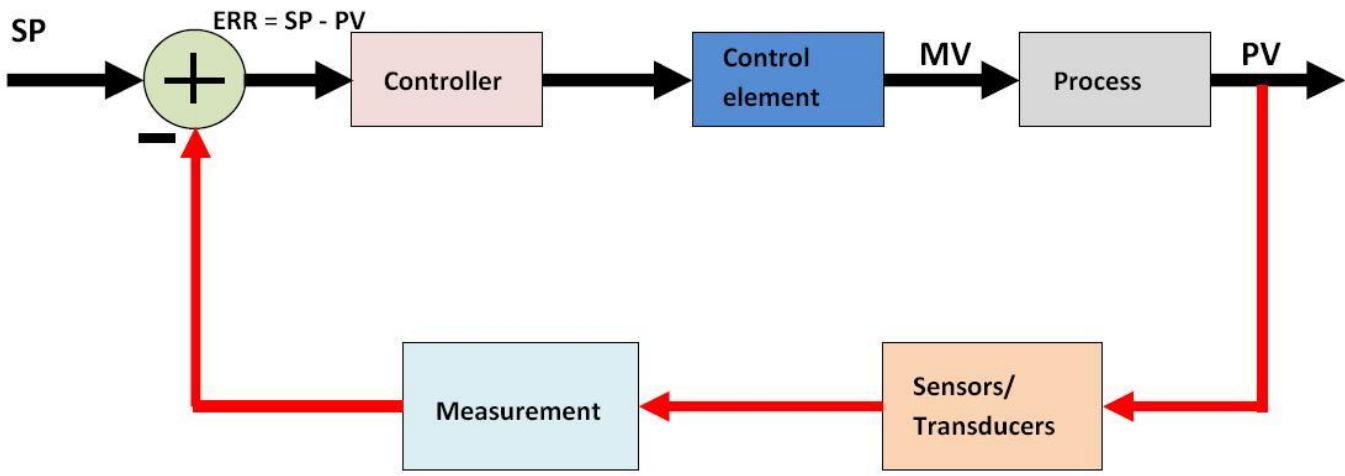 SP
ERR = SP - PV
+
Controller
Control
element
MV
Process
PV
−
Measurement
Sensors/
Transducers